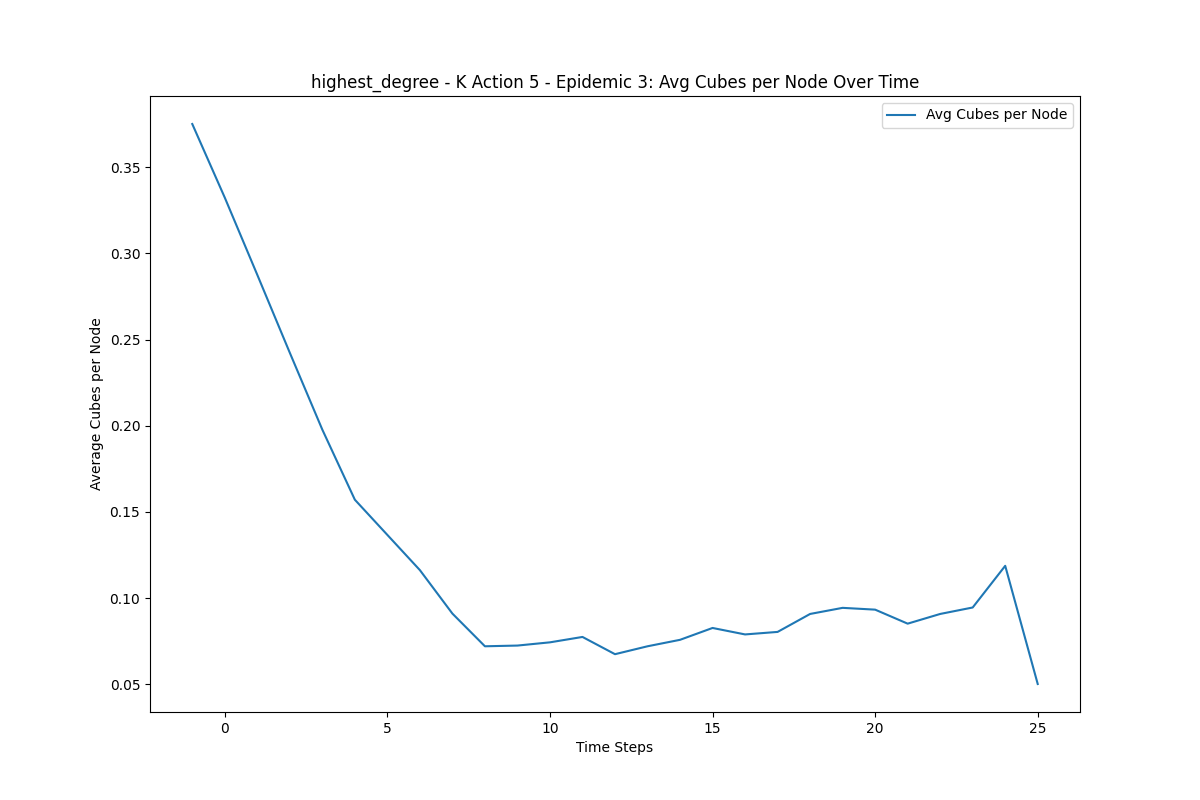 highest_degree - K Action 5 - Epidemic 3: Avg Cubes per Node Over Time
Avg Cubes per Node
Average Cubes per Node
0.35
0.30
0.25
0.20
0.15
0.10
0.05
0 5 10 15 20 25
Time Steps